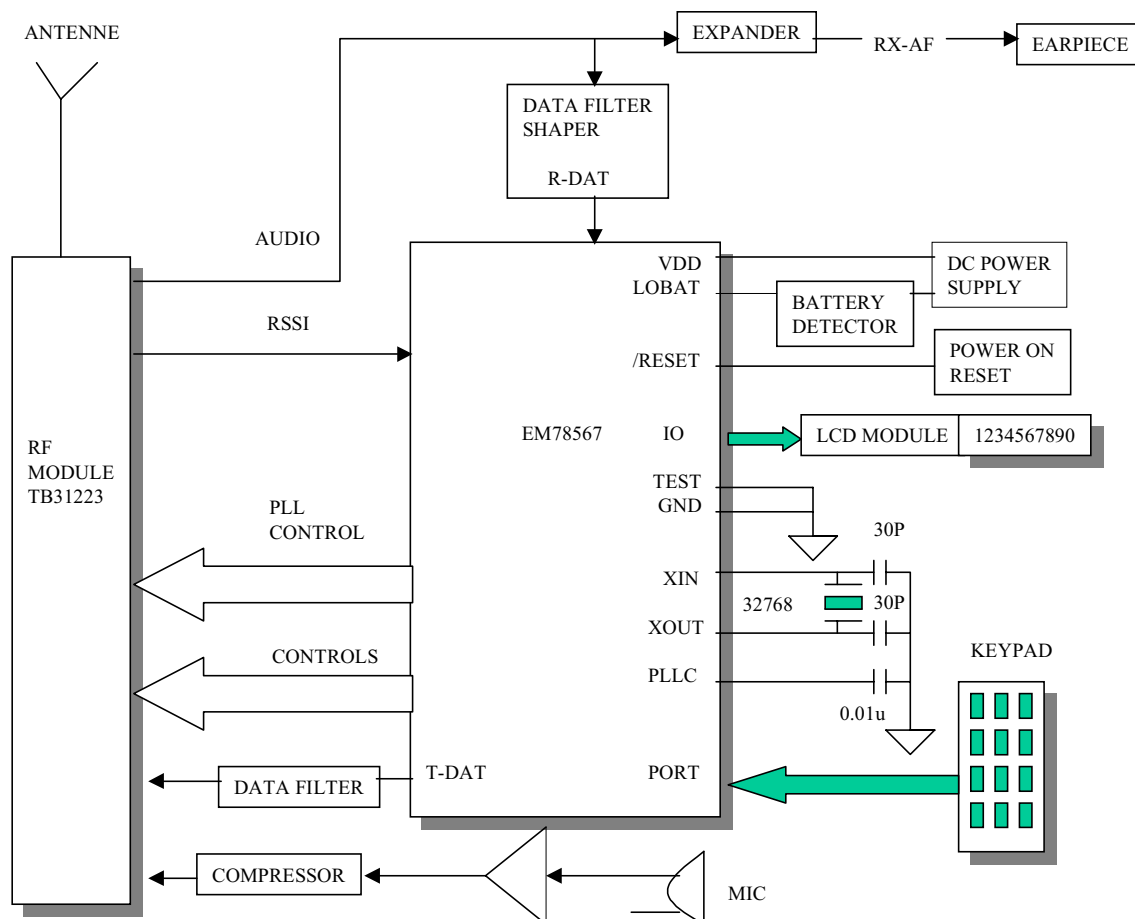 ANTENNE
EXPANDER
RX-AF
EARPIECE
DATA FILTER
SHAPER
R-DAT
AUDIO
RSSI
VDD
LOBAT
DC POWER
SUPPLY
BATTERY
DETECTOR
/RESET
POWER ON
RESET
EM78567
IO
LCD MODULE
1234567890
RF
MODULE
TB31223
TEST
GND
PLL
CONTROL
30P
XIN
32768
30P
XOUT
CONTROLS
KEYPAD
PLLC
0.01u
T-DAT
PORT
DATA FILTER
COMPRESSOR
MIC